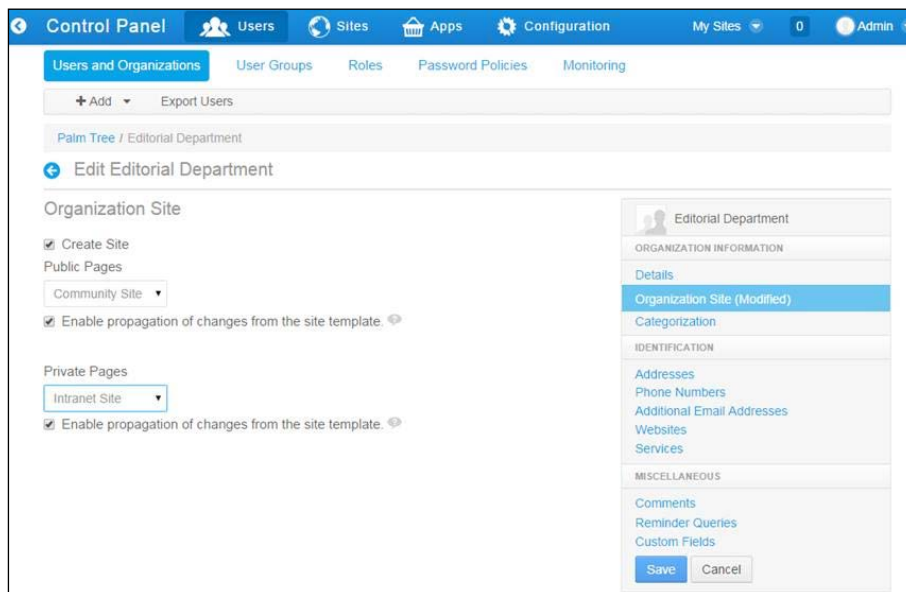 Control Panel Users Sites Apps Configuration My Sites 0 Admin
Users and Organizations User Groups Roles Password Policies Monitoring
+ Add Export Users
Palm Tree / Editorial Department
Edit Editorial Department
Organization Site
Create Site
Public Pages
Community Site
Enable propagation of changes from the site template.
Private Pages
Intranet Site
Enable propagation of changes from the site template.
Editorial Department
ORGANIZATION INFORMATION
Details
Organization Site (Modified)
Categorization
IDENTIFICATION
Addresses
Phone Numbers
Additional Email Addresses
Websites
Services
MISCELLANEOUS
Comments
Reminder Queries
Custom Fields
Save Cancel